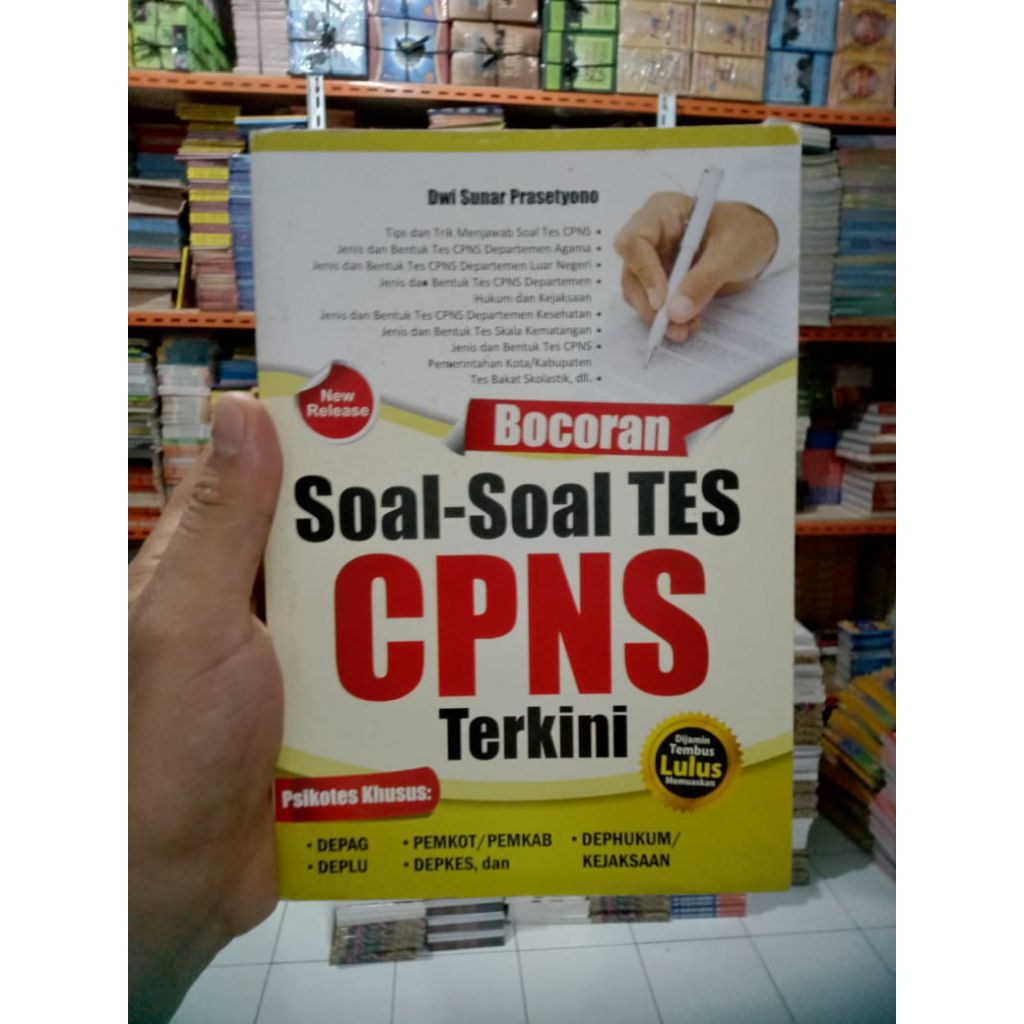 Dwi Sunar Prasetyono
Tips dan Trik Menjawab Soal Tes CPNS •
Jenis dan Bentuk Tes CPNS Departemen Agama •
Jenis dan Bentuk Tes CPNS Departemen Luar Negeri •
Jenis dan Bentuk Tes CPNS Departemen •
Hukum dan Kejaksaan
Jenis dan Bentuk Tes CPNS Departemen Kesehatan •
Jenis dan Bentuk Tes Skala Kematangan •
Jenis dan Bentuk Tes CPNS •
Pemerintahan Kota/Kabupaten
Tes Bakat Skolastik, dll. •
New
Release
Bocoran
Soal-Soal TES
CPNS
Terkini
Dijamin
Tembus
Lulus
Memuaskan
Psikotes Khusus:
• DEPAG
• DEPLU
• PEMKOT/PEMKAB
• DEPKES, dan
• DEPHUKUM/
KEJAKSAAN